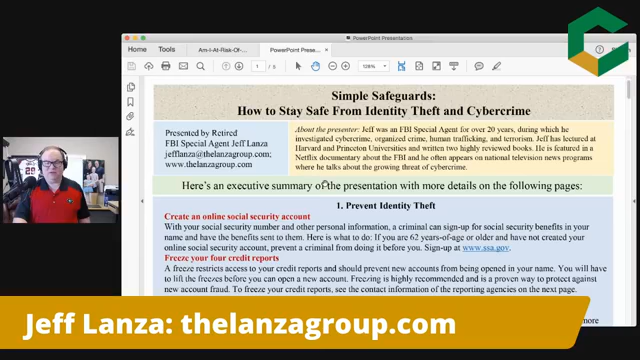 PowerPoint Presentation
Home Tools Am-I-At-Risk-Of-... PowerPoint Prese... ×
1 / 5 128%
Simple Safeguards:
How to Stay Safe From Identity Theft and Cybercrime
Presented by Retired
FBI Special Agent Jeff Lanza
jefflanza@thelanzagroup.com;
www.thelanzagroup.com
About the presenter: Jeff was an FBI Special Agent for over 20 years, during which he
investigated cybercrime, organized crime, human trafficking, and terrorism. Jeff has lectured at
Harvard and Princeton Universities and written two highly reviewed books. He is featured in a
Netflix documentary about the FBI and he often appears on national television news programs
where he talks about the growing threat of cybercrime.
Here's an executive summary of the presentation with more details on the following pages:
1. Prevent Identity Theft
Create an online social security account
With your social security number and other personal information, a criminal can sign-up for social security benefits in your
name and have the benefits sent to them. Here is what to do: If you are 62 years-of-age or older and have not created your
online social security account, prevent a criminal from doing it before you. Sign-up at www.ssa.gov.
Freeze your four credit reports
A freeze restricts access to your credit reports and should prevent new accounts from being opened in your name. You will have
to lift the freezes before you can open a new account. Freezing is highly recommended and is a proven way to protect against
new account fraud. To freeze your credit reports, see the contact information of the reporting agencies on the next page.
more
Jeff Lanza: thelanzagroup.com